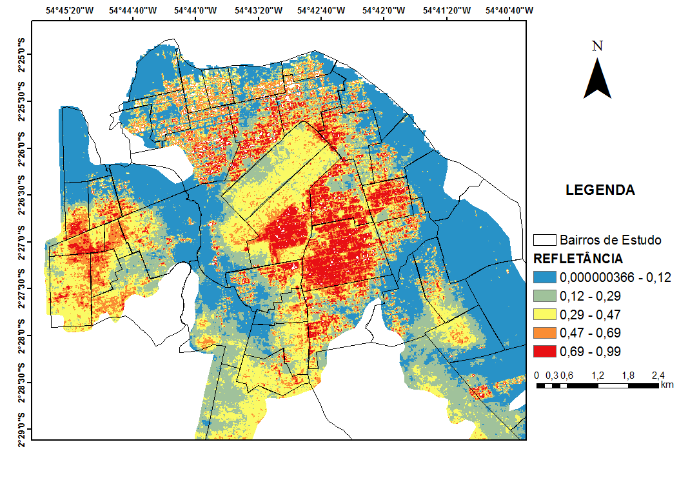 54°45'20"W 54°44'40"W 54°44'0"W 54°43'20"W 54°42'40"W 54°42'0"W 54°41'20"W 54°40'40"W
2°25'0"S
2°25'30"S
2°26'0"S
2°26'30"S
2°27'0"S
2°27'30"S
2°28'0"S
2°28'30"S
2°29'0"S
N
LEGENDA
Bairros de Estudo
REFLETÂNCIA
0,000000366 - 0,12
0,12 - 0,29
0,29 - 0,47
0,47 - 0,69
0,69 - 0,99
0 0,3 0,6 1,2 1,8 2,4
km